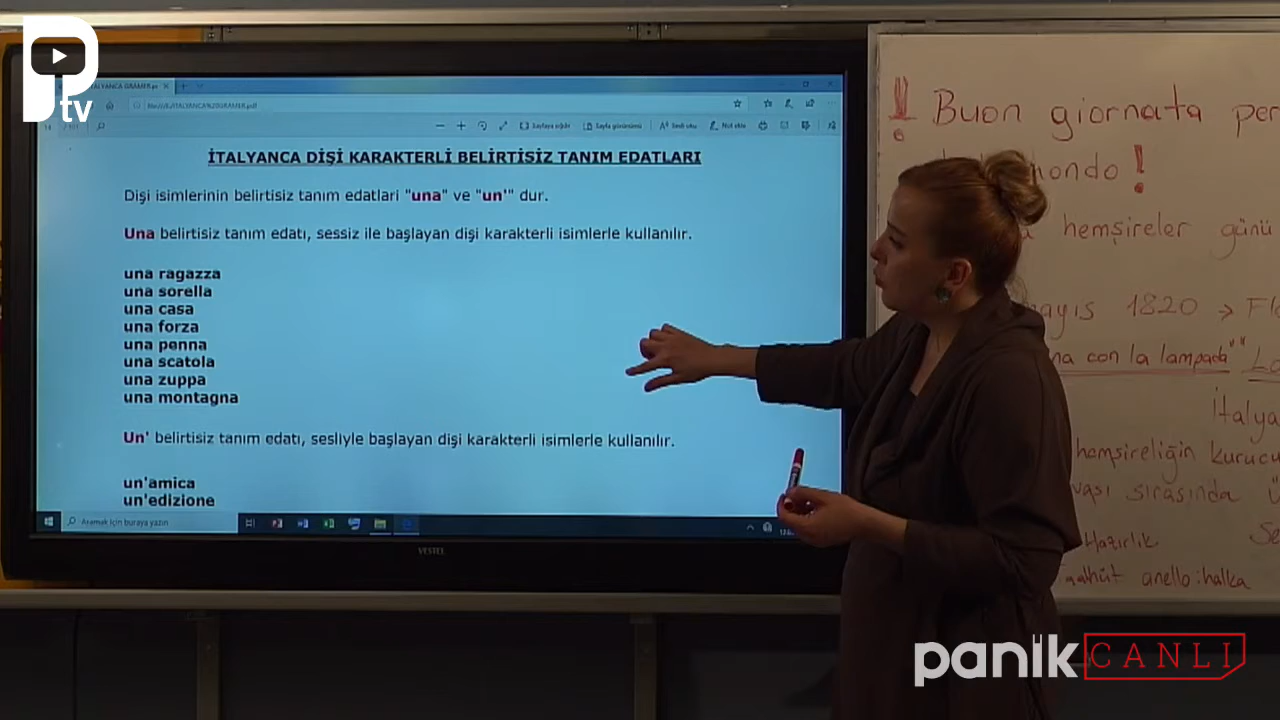 tv
İTALYANCA DİŞİ KARAKTERLİ BELIRTISIZ TANIM EDATLARI
Dişi isimlerinin belirtisiz tanım edatlari "una" ve "un'" dur.
Una belirtisiz tanım edatı, sessiz ile başlayan dişi karakterli isimlerle kullanılır.
una ragazza
una sorella
una casa
una forza
una penna
una scatola
una zuppa
una montagna
Un' belirtisiz tanım edatı, sesliyle başlayan dişi karakterli isimlerle kullanılır.
un'amica
un'edizione
Aramak için buraya yazın
VESTEL
!! Buon giornata per
mondo !
hemşireler günü
1820 →
con la lampada"
İtalya
hemşireliğin kurucu
sırasında
Hazırlık
anello:halka
panik CANLI